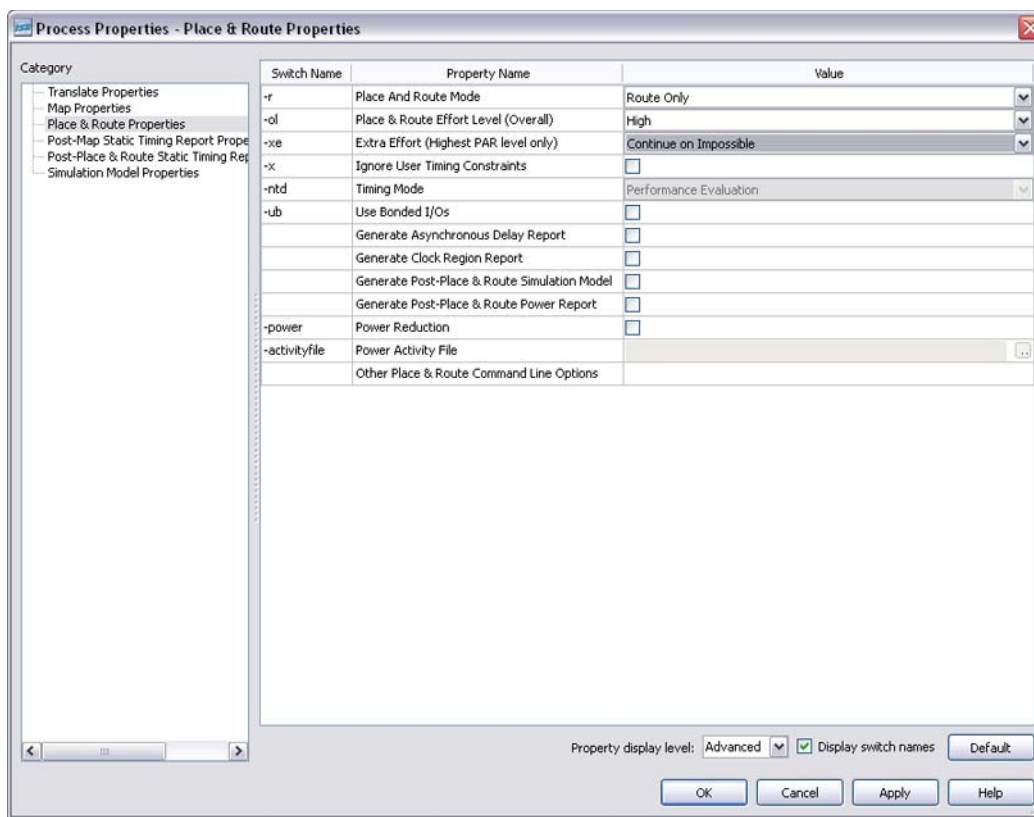 Process Properties - Place & Route Properties
Category
Translate Properties
Map Properties
Place & Route Properties
Post-Map Static Timing Report Prope
Post-Place & Route Static Timing Rep
Simulation Model Properties
Switch Name Property Name Value
-r Place And Route Mode Route Only
-ol Place & Route Effort Level (Overall) High
-xe Extra Effort (Highest PAR level only) Continue on Impossible
-x Ignore User Timing Constraints
-ntd Timing Mode Performance Evaluation
-ub Use Bonded I/Os
Generate Asynchronous Delay Report
Generate Clock Region Report
Generate Post-Place & Route Simulation Model
Generate Post-Place & Route Power Report
-power Power Reduction
-activityfile Power Activity File
..
Other Place & Route Command Line Options
Property display level: Advanced Display switch names Default
OK Cancel Apply Help